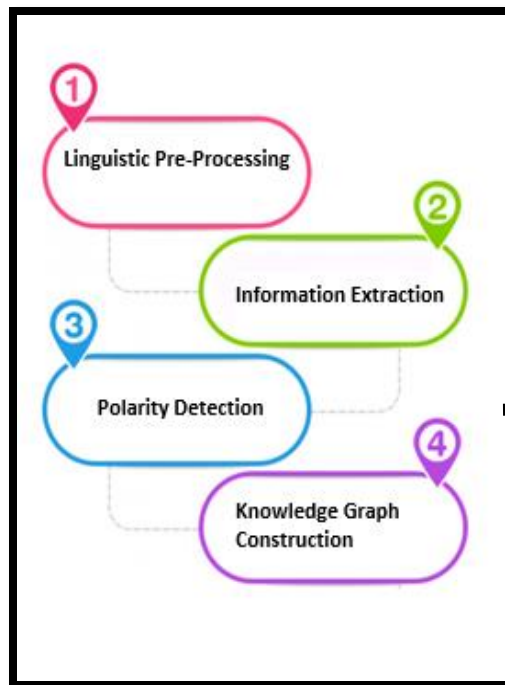 1
Linguistic Pre-Processing
2
Information Extraction
3
Polarity Detection
4
Knowledge Graph
Construction